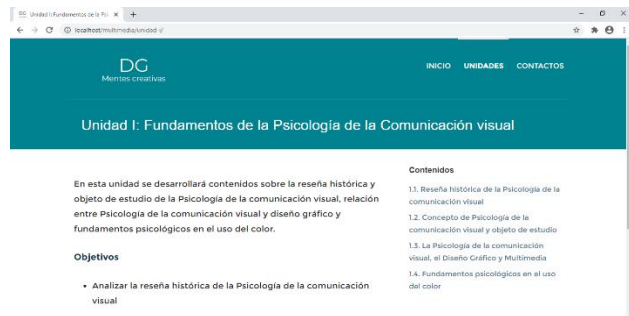 DG Unidad I: Fundamentos de la Psi
localhost/multimedia/unidad-i/
DG
Mentes creativas
INICIO UNIDADES CONTACTOS
Unidad I: Fundamentos de la Psicología de la Comunicación visual
En esta unidad se desarrollará contenidos sobre la reseña histórica y
objeto de estudio de la Psicología de la comunicación visual, relación
entre Psicología de la comunicación visual y diseño gráfico y
fundamentos psicológicos en el uso del color.
Objetivos
• Analizar la reseña histórica de la Psicología de la comunicación
visual
Contenidos
1.1. Reseña histórica de la Psicología de la
comunicación visual
1.2. Concepto de Psicología de la
comunicación visual y objeto de estudio
1.3. La Psicología de la comunicación
visual, el Diseño Gráfico y Multimedia
1.4. Fundamentos psicológicos en el uso
del color